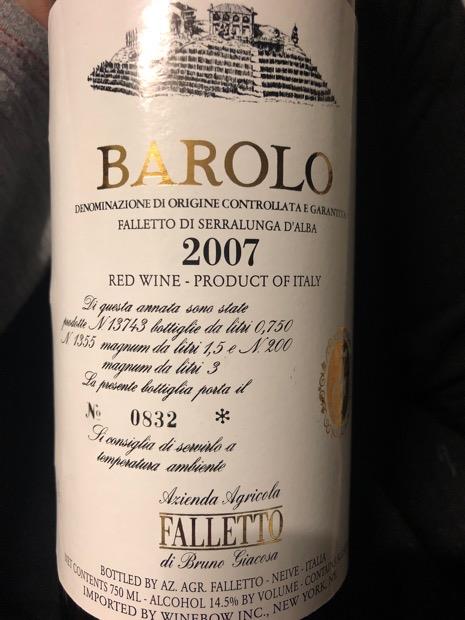 BAROLO
DENOMINAZIONE DI ORIGINE CONTROLLATA E GARANTITA
FALLETTO DI SERRALUNGA D'ALBA
2007
RED WINE - PRODUCT OF ITALY
Di questa annata sono state
prodotte N 13743 bottiglie da litri 0,750
N 1355 magnum da litri 1,5 e N. 200
magnum da litri 3
La presente bottiglia porta il
No 0832 *
Si consiglia di servirlo a
temperatura ambiente
Azienda Agricola
FALLETTO
di Bruno Giacosa
BOTTLED BY AZ. AGR. FALLETTO - NEIVE - ITALIA
NET CONTENTS 750 ML - ALCOHOL 14.5% BY VOLUME -
IMPORTED BY WINEBOW INC., NEW YORK, NY